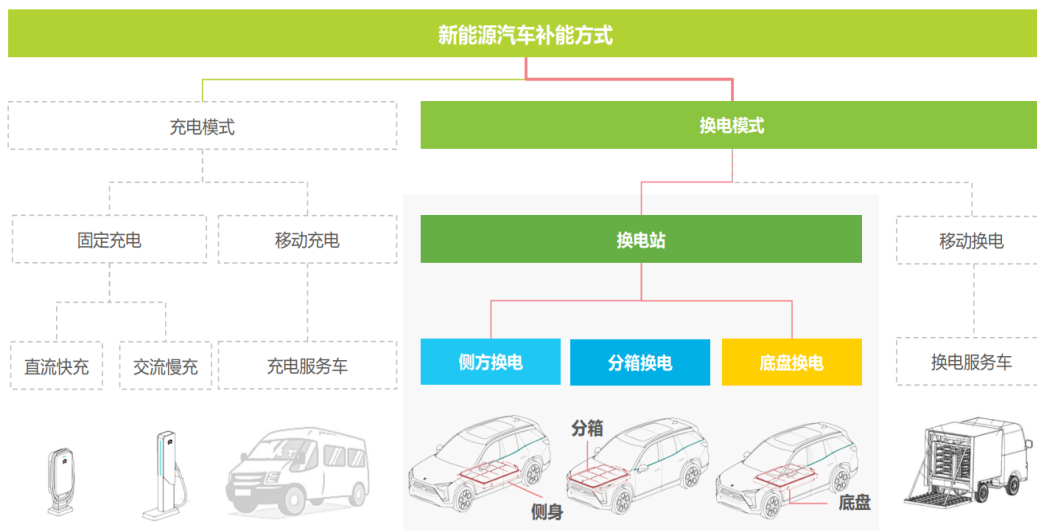 新能源汽车补能方式
充电模式
换电模式
固定充电
移动充电
换电站
移动换电
直流快充
交流慢充
充电服务车
侧方换电
分箱换电
底盘换电
换电服务车
分箱
侧身
底盘